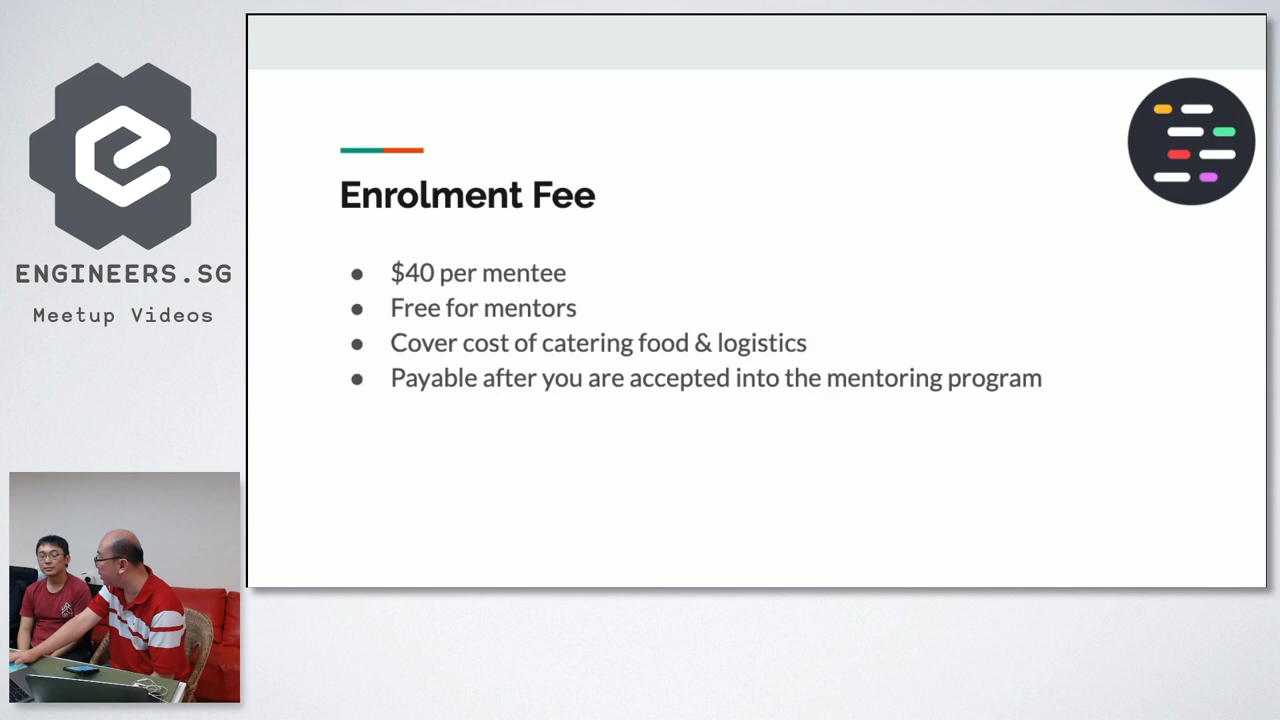 ENGINEERS.SG
Meetup Videos
Enrolment Fee
● $40 per mentee
● Free for mentors
● Cover cost of catering food & logistics
● Payable after you are accepted into the mentoring program